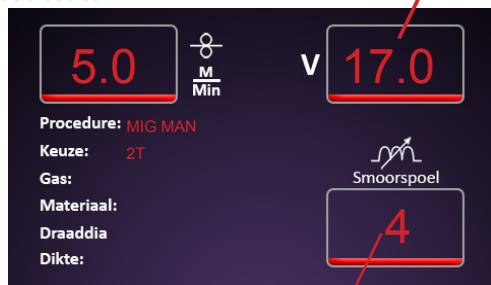 5.0
M
Min
V
17.0
Procedure: MIG MAN
Keuze: 2T
Gas:
Materiaal:
Draaddia
Dikte:
Smoorspoel
4